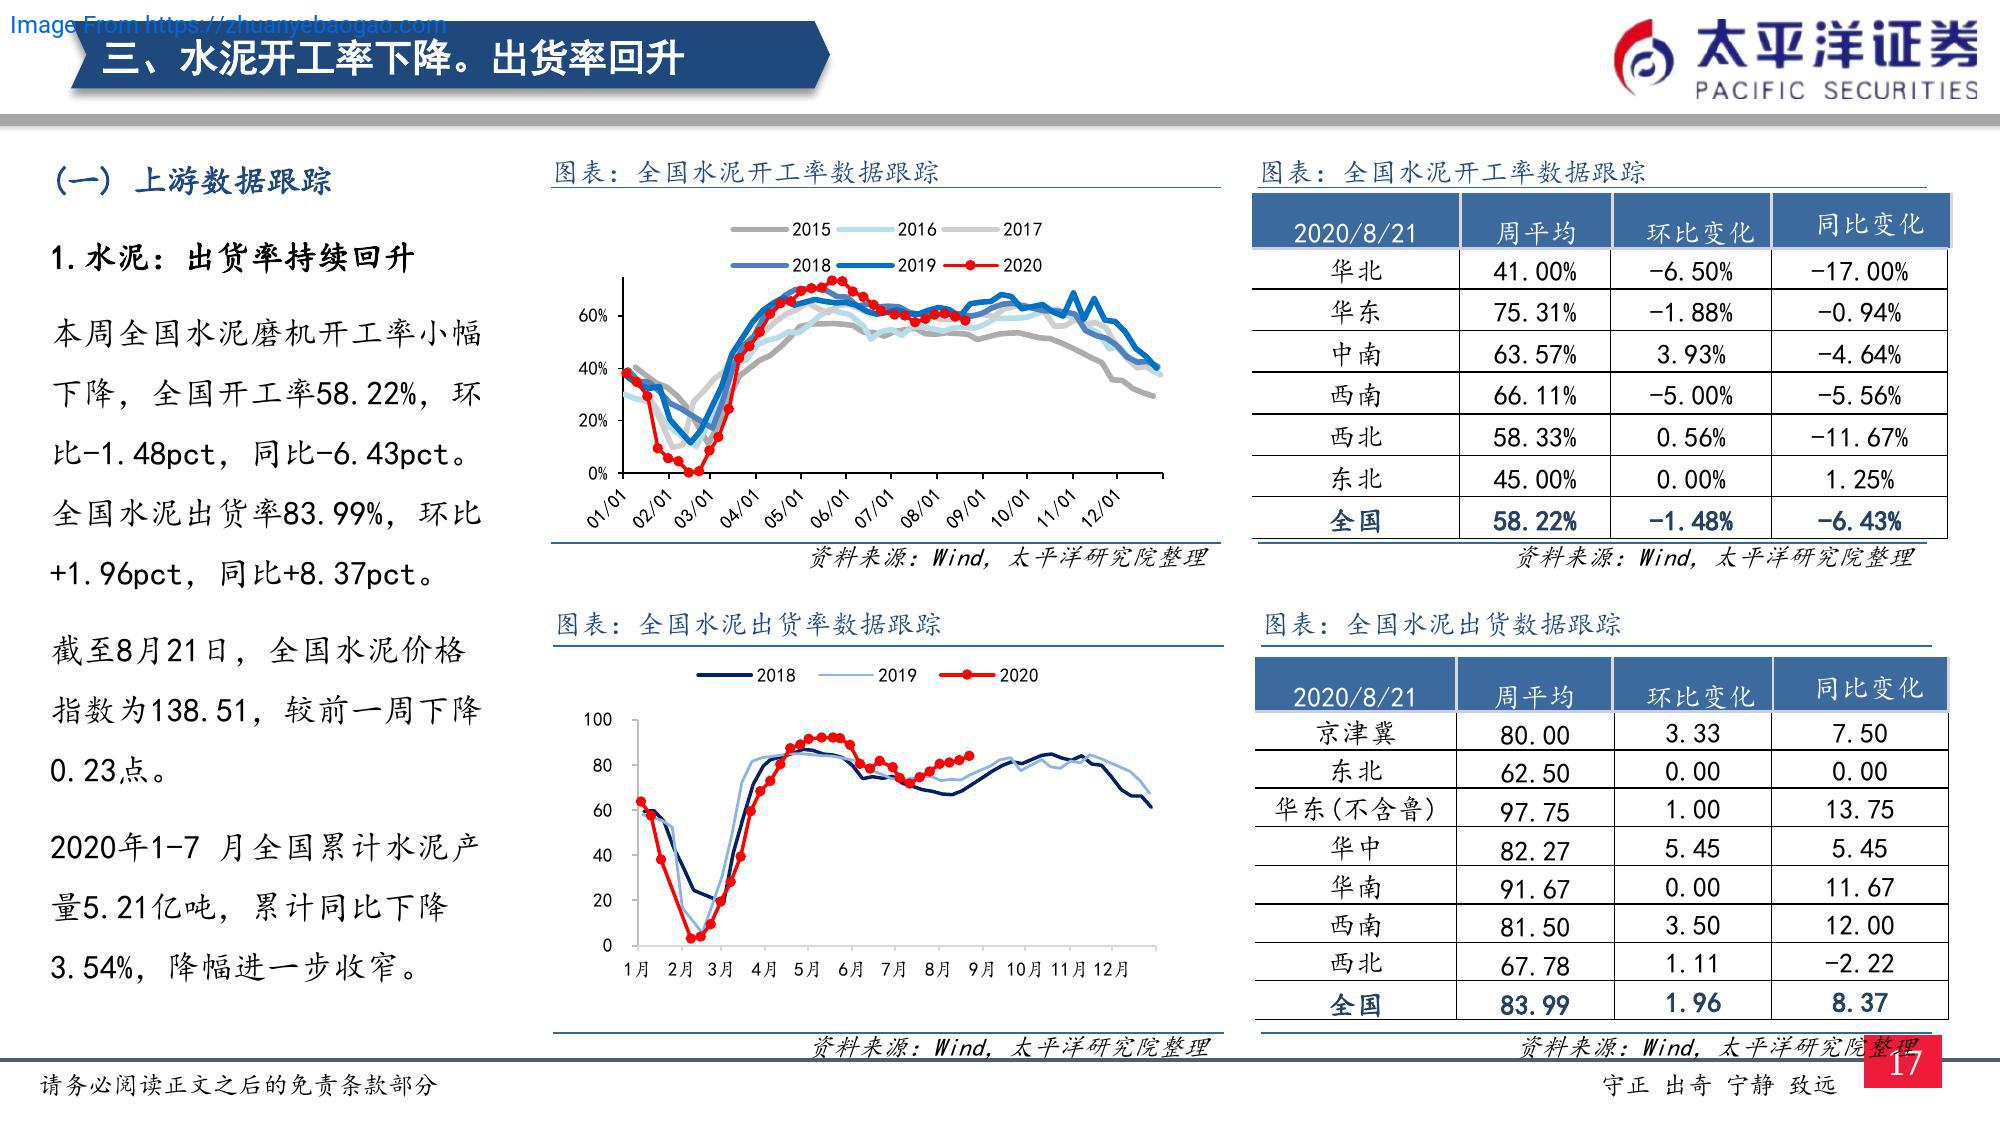 Image From https://zhuanyebaogao.com
三、水泥开工率下降。出货率回升
太平洋证券
PACIFIC SECURITIES
(一) 上游数据跟踪
1.水泥：出货率持续回升
本周全国水泥磨机开工率小幅
下降，全国开工率58.22%，环
比-1.48pct，同比-6.43pct。
全国水泥出货率83.99%，环比
+1.96pct，同比+8.37pct。
截至8月21日，全国水泥价格
指数为138.51，较前一周下降
0.23点。
2020年1-7 月全国累计水泥产
量5.21亿吨，累计同比下降
3.54%，降幅进一步收窄。
图表：全国水泥开工率数据跟踪
2015 2016 2017
2018 2019 2020
60%
40%
20%
0%
01/01 02/01 03/01 04/01 05/01 06/01 07/01 08/01 09/01 10/01 11/01 12/01
资料来源：Wind，太平洋研究院整理
图表：全国水泥开工率数据跟踪
2020/8/21 周平均 环比变化 同比变化
华北 41.00% -6.50% -17.00%
华东 75.31% -1.88% -0.94%
中南 63.57% 3.93% -4.64%
西南 66.11% -5.00% -5.56%
西北 58.33% 0.56% -11.67%
东北 45.00% 0.00% 1.25%
全国 58.22% -1.48% -6.43%
资料来源：Wind，太平洋研究院整理
图表：全国水泥出货率数据跟踪
2018 2019 2020
100
80
60
40
20
0
1月 2月 3月 4月 5月 6月 7月 8月 9月 10月 11月 12月
资料来源：Wind，太平洋研究院整理
图表：全国水泥出货数据跟踪
2020/8/21 周平均 环比变化 同比变化
京津冀 80.00 3.33 7.50
东北 62.50 0.00 0.00
华东(不含鲁) 97.75 1.00 13.75
华中 82.27 5.45 5.45
华南 91.67 0.00 11.67
西南 81.50 3.50 12.00
西北 67.78 1.11 -2.22
全国 83.99 1.96 8.37
资料来源：Wind，太平洋研究院整理
请务必阅读正文之后的免责条款部分
守正 出奇 宁静 致远
17